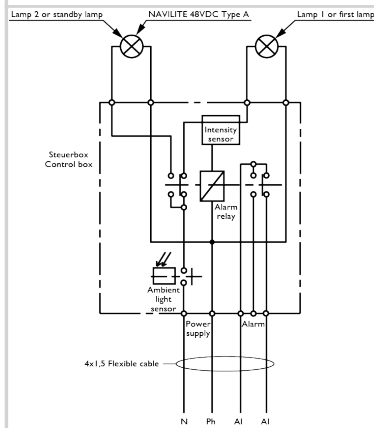 Lamp 2 or standby lamp
NAVILITE 48VDC Type A
Lamp 1 or first lamp
Intensity
sensor
Steuerbox
Control box
Alarm
relay
Ambient
light
sensor
Power
supply
Alarm
4x1,5 Flexible cable
N Ph Al Al